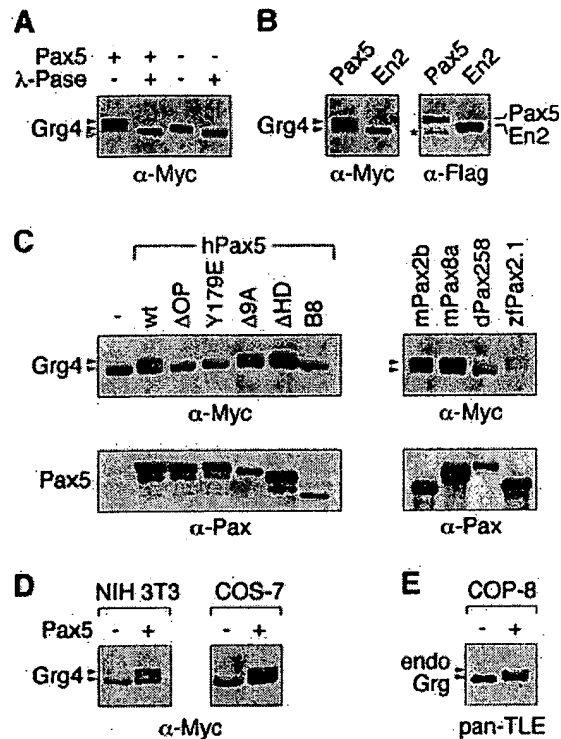 A
Pax5 + + - -
λ-Pase - + - +
Grg4
α-Myc
B
Pax5 En2 Pax5 En2
Grg4
Pax5
* En2
α-Myc α-Flag
C
hPax5
- wt ΔOP Y179E Δ9A ΔHD B8
mPax2b mPax8a dPax258 zfPax2.1
Grg4
α-Myc α-Myc
Pax5
α-Pax α-Pax
D
NIH 3T3 COS-7
Pax5 - + - +
Grg4
α-Myc
E
COP-8
- +
endo
Grg
pan-TLE